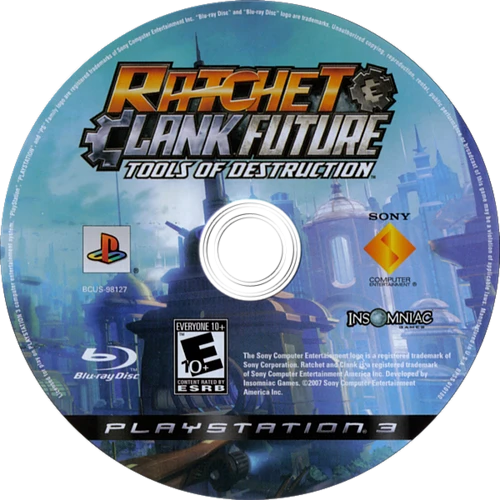 RATCHET &
CLANK FUTURE
TOOLS OF DESTRUCTION™
SONY
COMPUTER
ENTERTAINMENT
BCUS-98127
INSOMNIAC
GAMES
EVERYONE 10+
E
10+
CONTENT RATED BY
ESRB
Blu-ray Disc
The Sony Computer Entertainment logo is a registered trademark of
Sony Corporation. Ratchet and Clank is a registered trademark
of Sony Computer Entertainment America Inc. Developed by
Insomniac Games. ©2007 Sony Computer Entertainment
America Inc.
PLAYSTATION 3